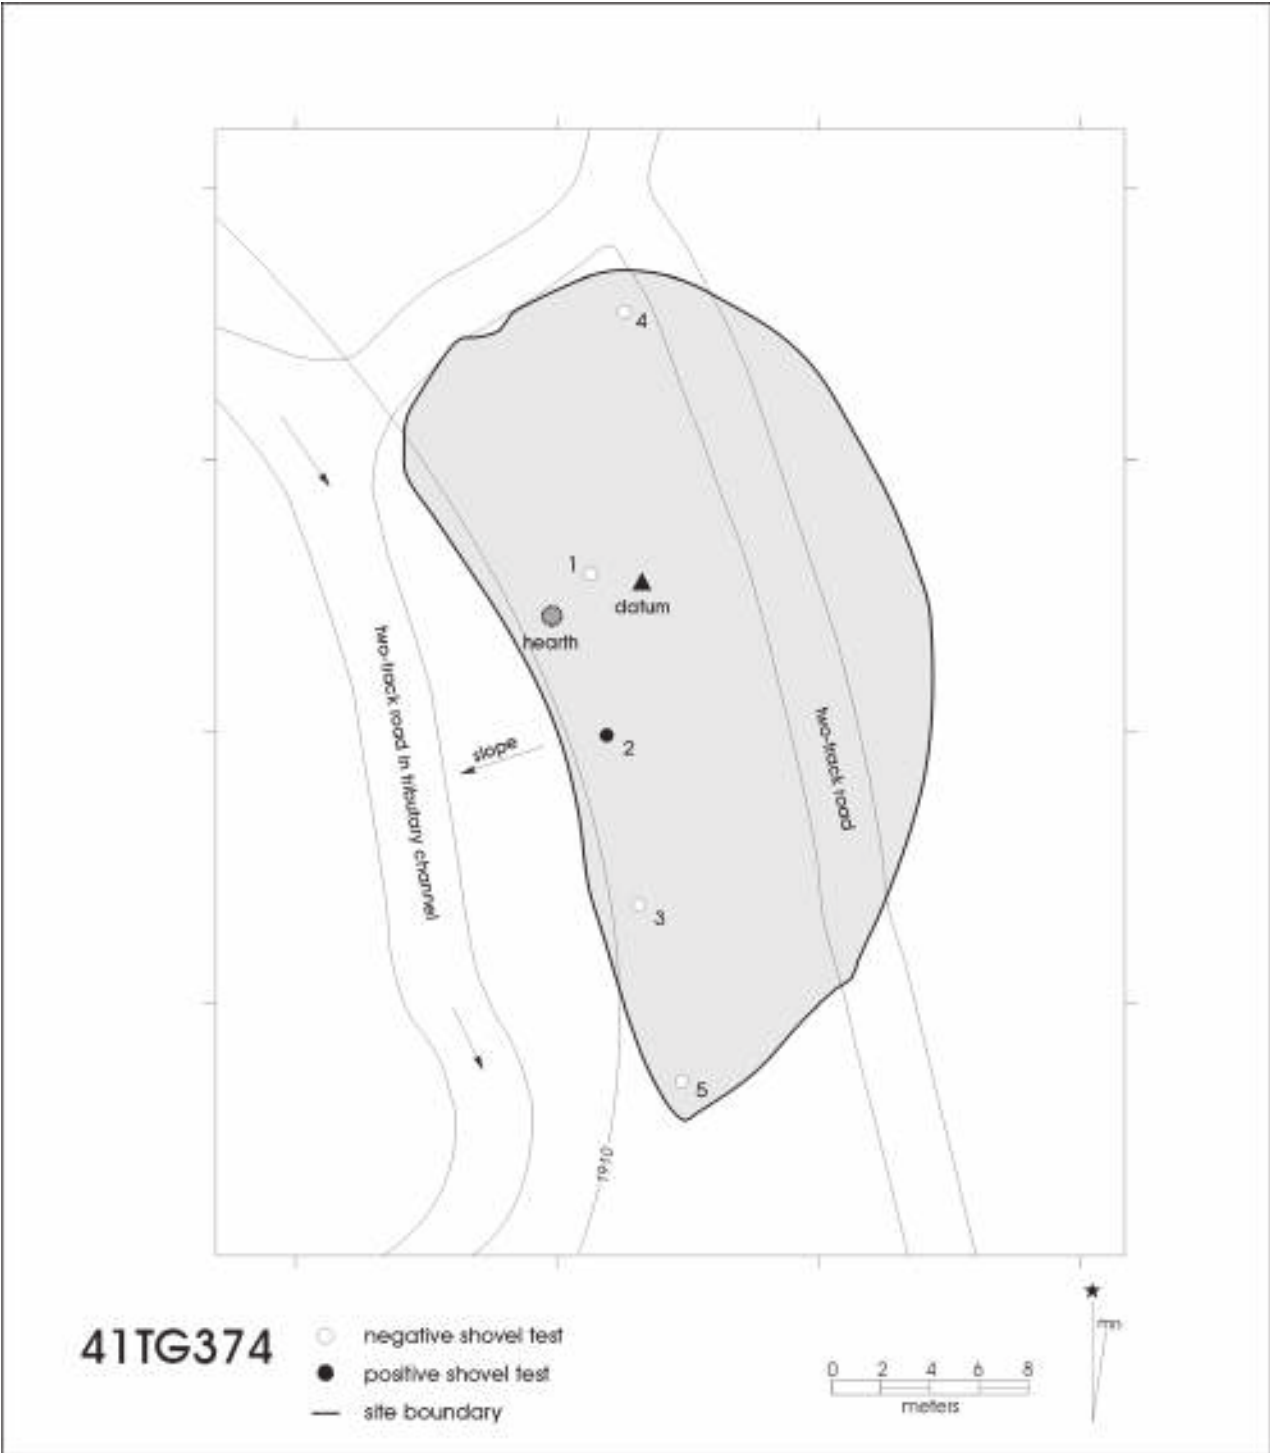 4
1
datum
hearth
two-track road in tributary channel
slope
2
two-track road
3
5
1910
41TG374
negative shovel test
positive shovel test
site boundary
0 2 4 6 8
meters
mn